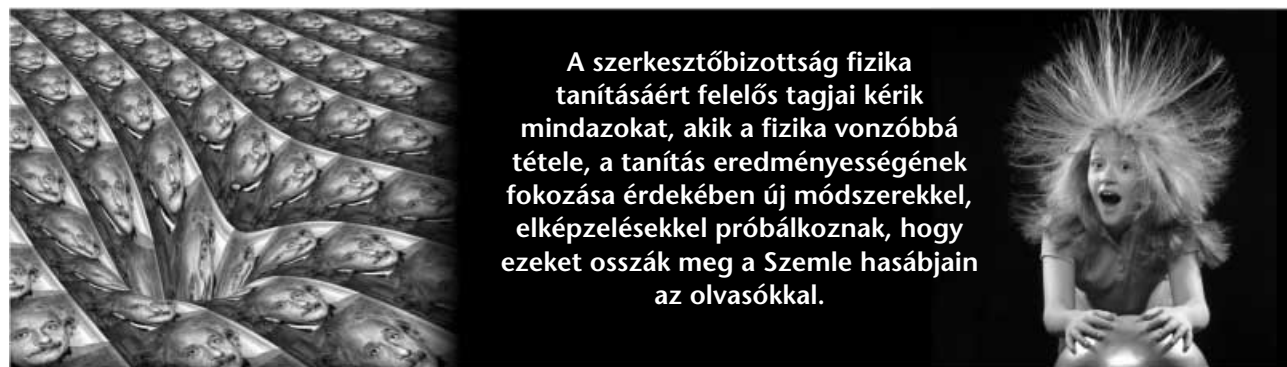 A szerkesztőbizottság fizika
tanításáért felelős tagjai kérik
mindazokat, akik a fizika vonzóbbá
tétele, a tanítás eredményességének
fokozása érdekében új módszerekkel,
elképzelésekkel próbálkoznak, hogy
ezeket osszák meg a Szemle hasábjain
az olvasókkal.